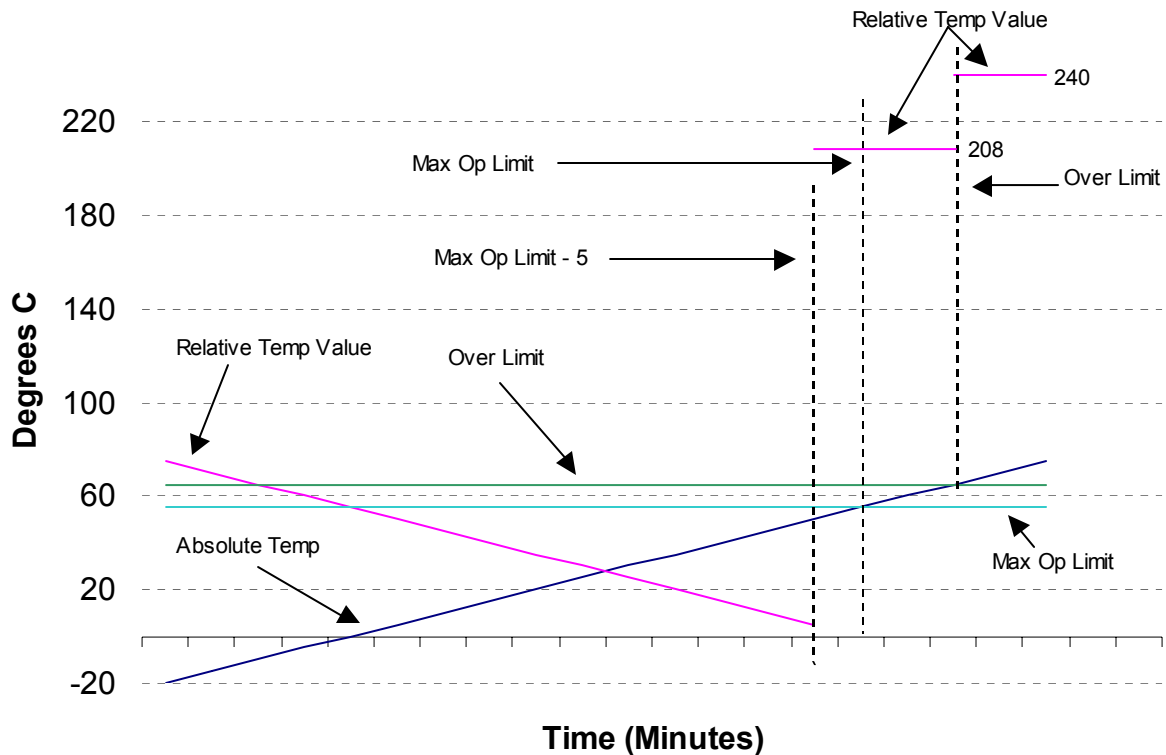 Relative Temp Value
240
220
Max Op Limit
208
Over Limit
180
Max Op Limit - 5
140
Relative Temp Value
Over Limit
100
Degrees C
60
Absolute Temp
Max Op Limit
20
-20
Time (Minutes)